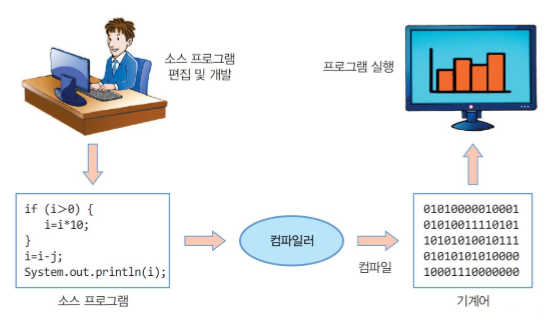 소스 프로그램
편집 및 개발
프로그램 실행
if (i>0) {
i=i*10;
}
i=i-j;
System.out.println(i);
소스 프로그램
컴파일러
컴파일
01010000010001
01010011110101
10101010010111
01010101010000
10001110000000
기계어